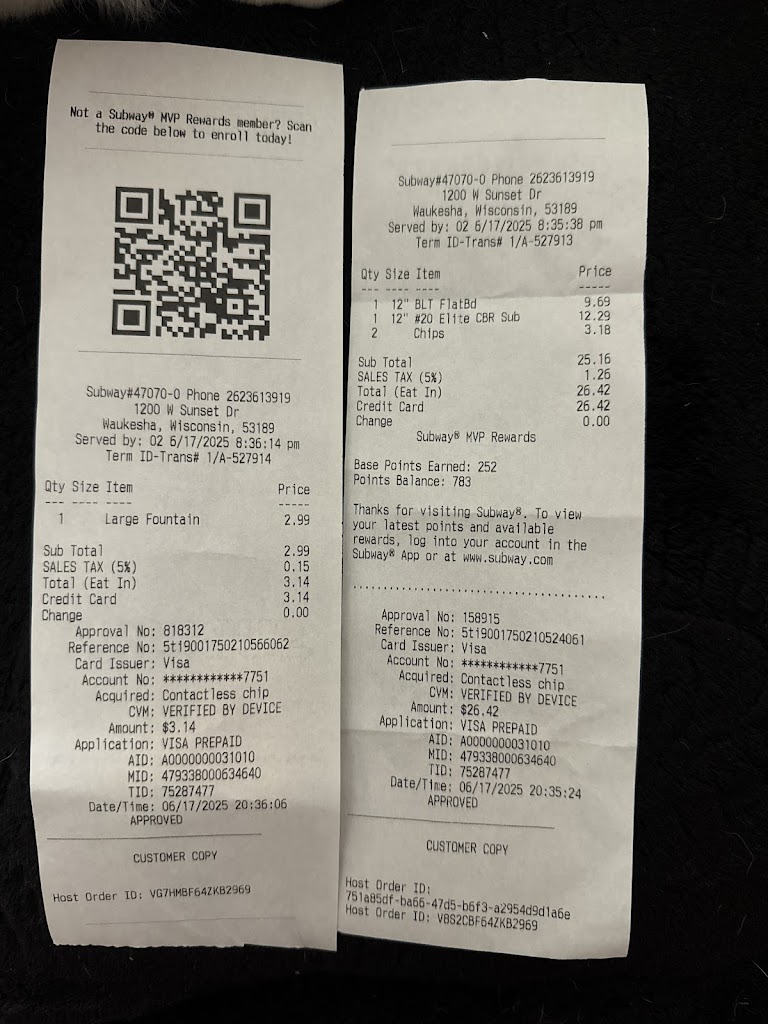 Not a Subway® MVP Rewards member? Scan
the code below to enroll today!
Subway#47070-0 Phone 2623613919
1200 W Sunset Dr
Waukesha, Wisconsin, 53189
Served by: 02 6/17/2025 8:36:14 pm
Term ID-Trans# 1/A-527914
Qty Size Item Price
--- ---- ---- -----
1 Large Fountain 2.99
Sub Total 2.99
SALES TAX (5%) 0.15
Total (Eat In) 3.14
Credit Card 3.14
Change 0.00
Approval No: 818312
Reference No: 5ti9001750210566062
Card Issuer: Visa
Account No: ************7751
Acquired: Contactless chip
CVM: VERIFIED BY DEVICE
Amount: $3.14
Application: VISA PREPAID
AID: A0000000031010
MID: 479338000634640
TID: 75287477
Date/Time: 06/17/2025 20:36:06
APPROVED
CUSTOMER COPY
Host Order ID: VG7HMBF64ZKB2969
Subway#47070-0 Phone 2623613919
1200 W Sunset Dr
Waukesha, Wisconsin, 53189
Served by: 02 6/17/2025 8:35:38 pm
Term ID-Trans# 1/A-527913
Qty Size Item Price
--- ---- ---- -----
1 12" BLT FlatBd 9.69
1 12" #20 Elite CBR Sub 12.29
2 Chips 3.18
Sub Total 25.16
SALES TAX (5%) 1.26
Total (Eat In) 26.42
Credit Card 26.42
Change 0.00
Subway® MVP Rewards
Base Points Earned: 252
Points Balance: 783
Thanks for visiting Subway®. To view
your latest points and available
rewards, log into your account in the
Subway® App or at www.subway.com
......................................
Approval No: 158915
Reference No: 5ti9001750210524061
Card Issuer: Visa
Account No: ************7751
Acquired: Contactless chip
CVM: VERIFIED BY DEVICE
Amount: $26.42
Application: VISA PREPAID
AID: A0000000031010
MID: 479338000634640
TID: 75287477
Date/Time: 06/17/2025 20:35:24
APPROVED
CUSTOMER COPY
Host Order ID:
751a85df-ba66-47d5-b6f3-a2954d9d1a6e
Host Order ID: V8S2CBF64ZKB2969